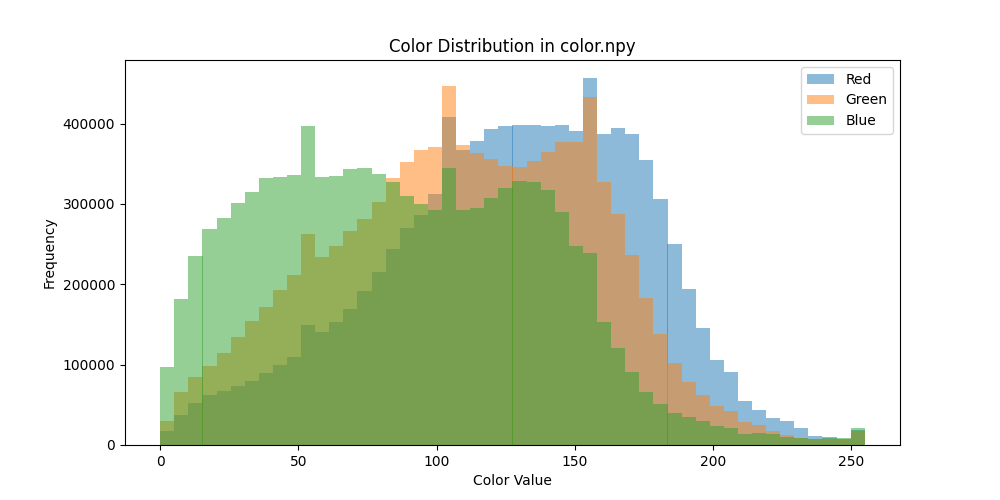 Color Distribution in color.npy
Red
Green
Blue
Frequency
400000
300000
200000
100000
0
0 50 100 150 200 250
Color Value